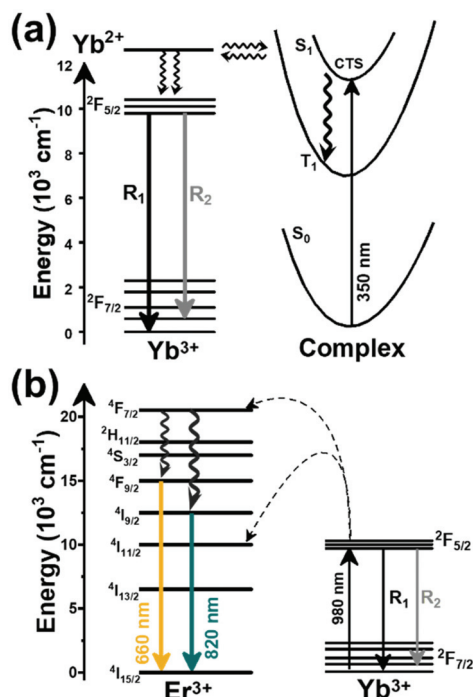 (a)
Yb²⁺
12
10
8
6
4
2
0
Energy (10³ cm⁻¹)
²F₅/₂
²F₇/₂
R₁
R₂
Yb³⁺
S₁
CTS
T₁
S₀
350 nm
Complex
(b)
20
15
10
5
0
Energy (10³ cm⁻¹)
⁴F₇/₂
²H₁₁/₂
⁴S₃/₂
⁴F₉/₂
⁴I₉/₂
⁴I₁₁/₂
⁴I₁₃/₂
⁴I₁₅/₂
660 nm
820 nm
Er³⁺
980 nm
R₁
R₂
²F₅/₂
²F₇/₂
Yb³⁺